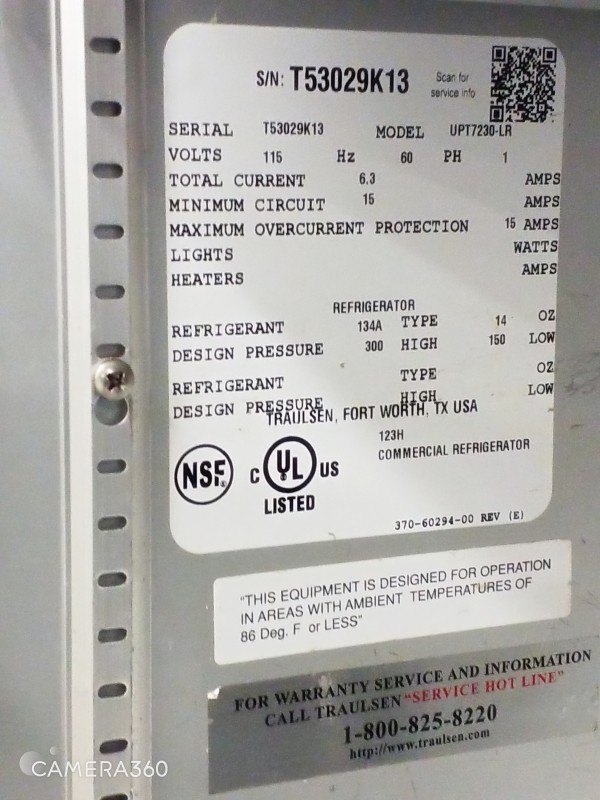 S/N: T53029K13
Scan for
service info
SERIAL T53029K13 MODEL UPT7230-LR
VOLTS 115 Hz 60 PH 1
TOTAL CURRENT 6.3 AMPS
MINIMUM CIRCUIT 15 AMPS
MAXIMUM OVERCURRENT PROTECTION 15 AMPS
LIGHTS WATTS
HEATERS AMPS
REFRIGERATOR
REFRIGERANT 134A TYPE 14 OZ
DESIGN PRESSURE 300 HIGH 150 LOW
REFRIGERANT TYPE OZ
DESIGN PRESSURE HIGH LOW
TRAULSEN, FORT WORTH, TX USA
123H
COMMERCIAL REFRIGERATOR
NSF®
C UL US
LISTED
370-60294-00 REV (E)
"THIS EQUIPMENT IS DESIGNED FOR OPERATION
IN AREAS WITH AMBIENT TEMPERATURES OF
86 Deg. F or LESS"
FOR WARRANTY SERVICE AND INFORMATION
CALL TRAULSEN "SERVICE HOT LINE"
1-800-825-8220
http://www.traulsen.com
CAMERA360